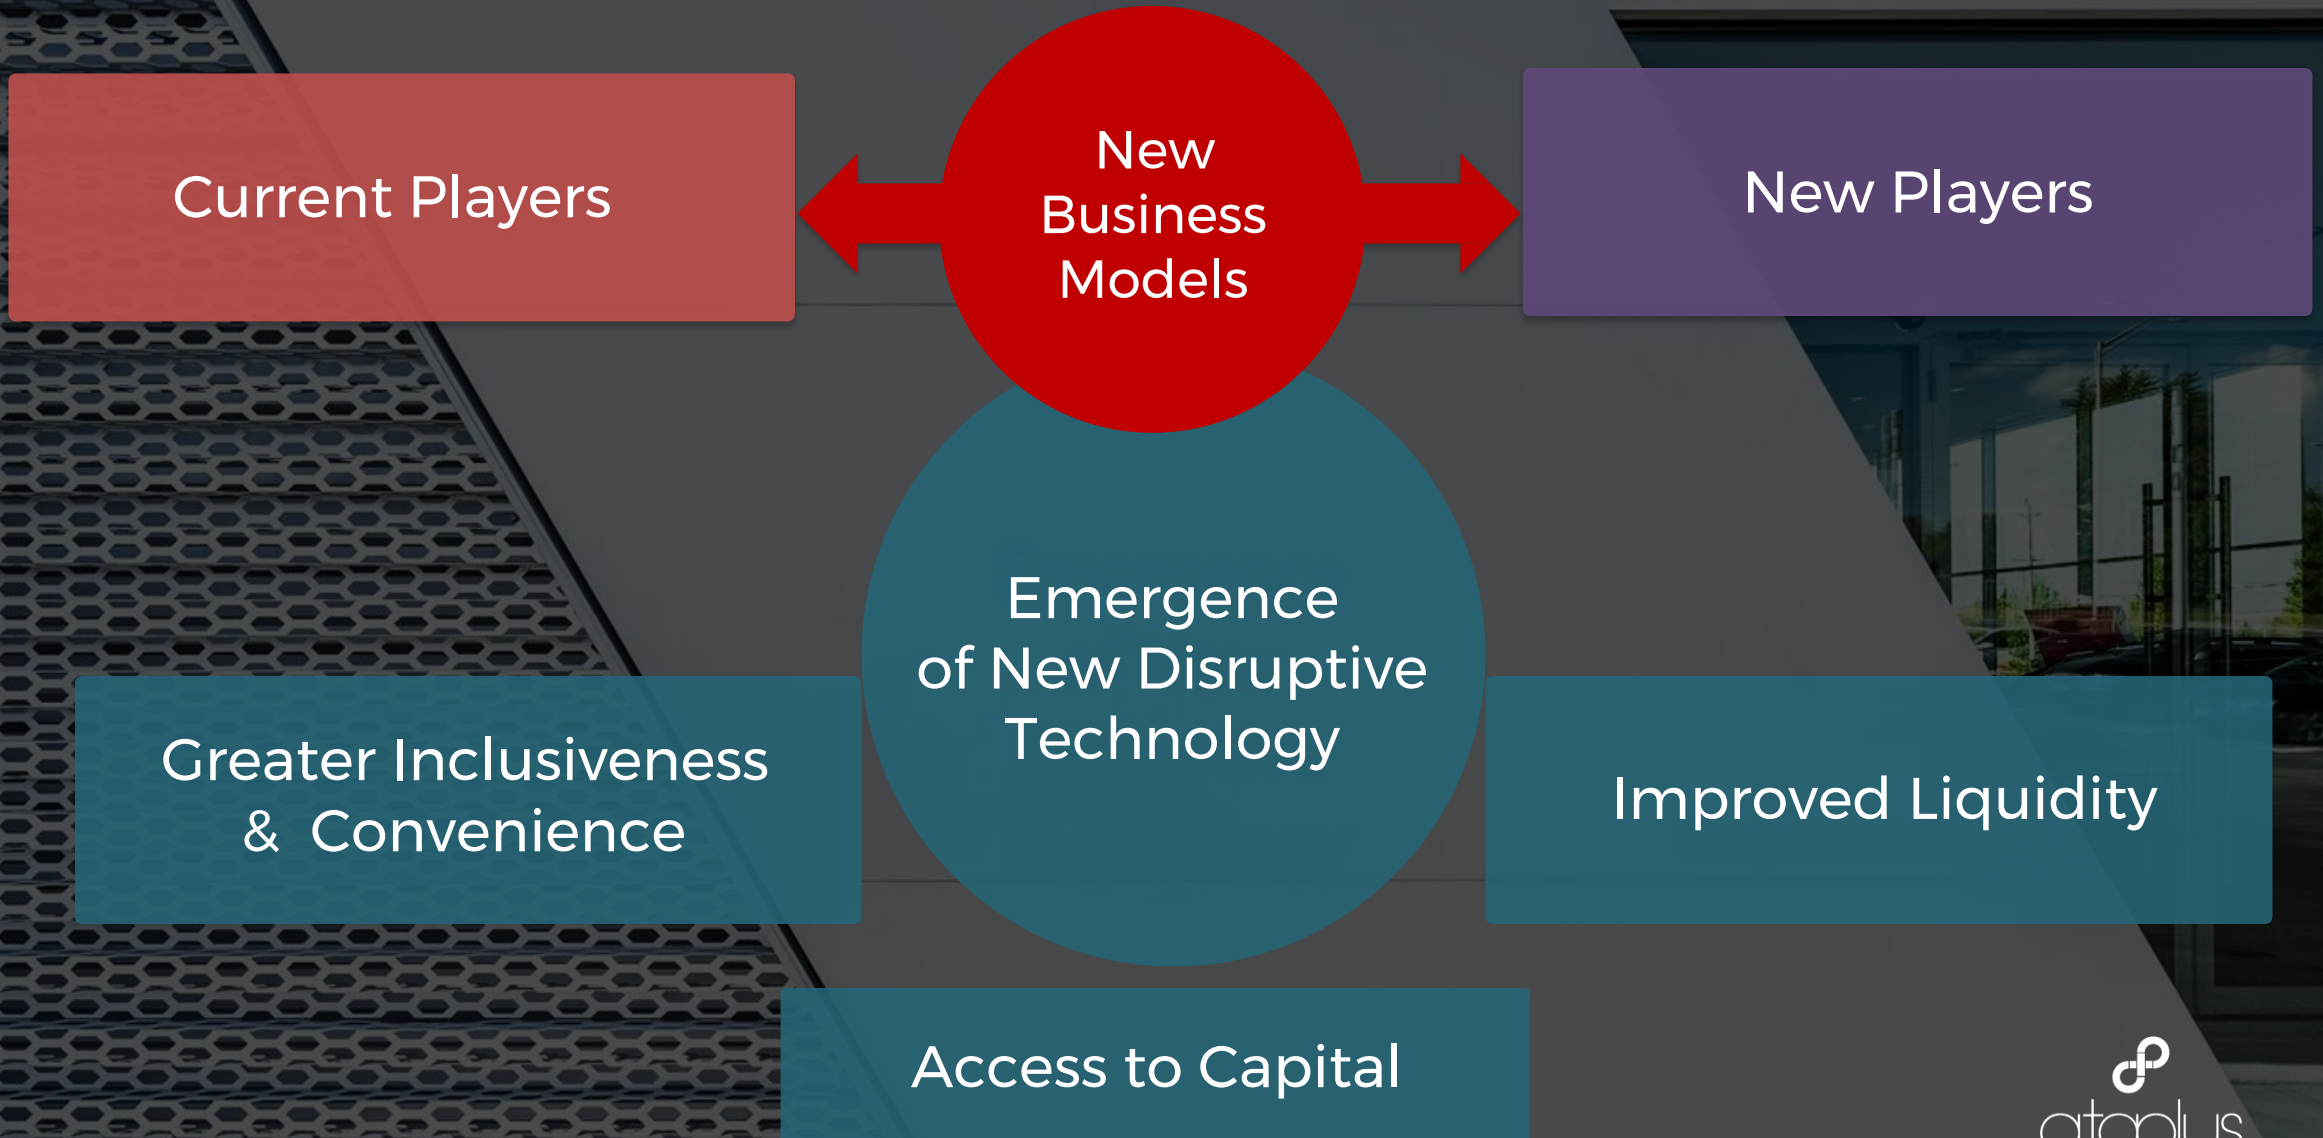 Current Players
New
Business
Models
New Players
Emergence
of New Disruptive
Technology
Greater Inclusiveness
& Convenience
Improved Liquidity
Access to Capital
ataplus